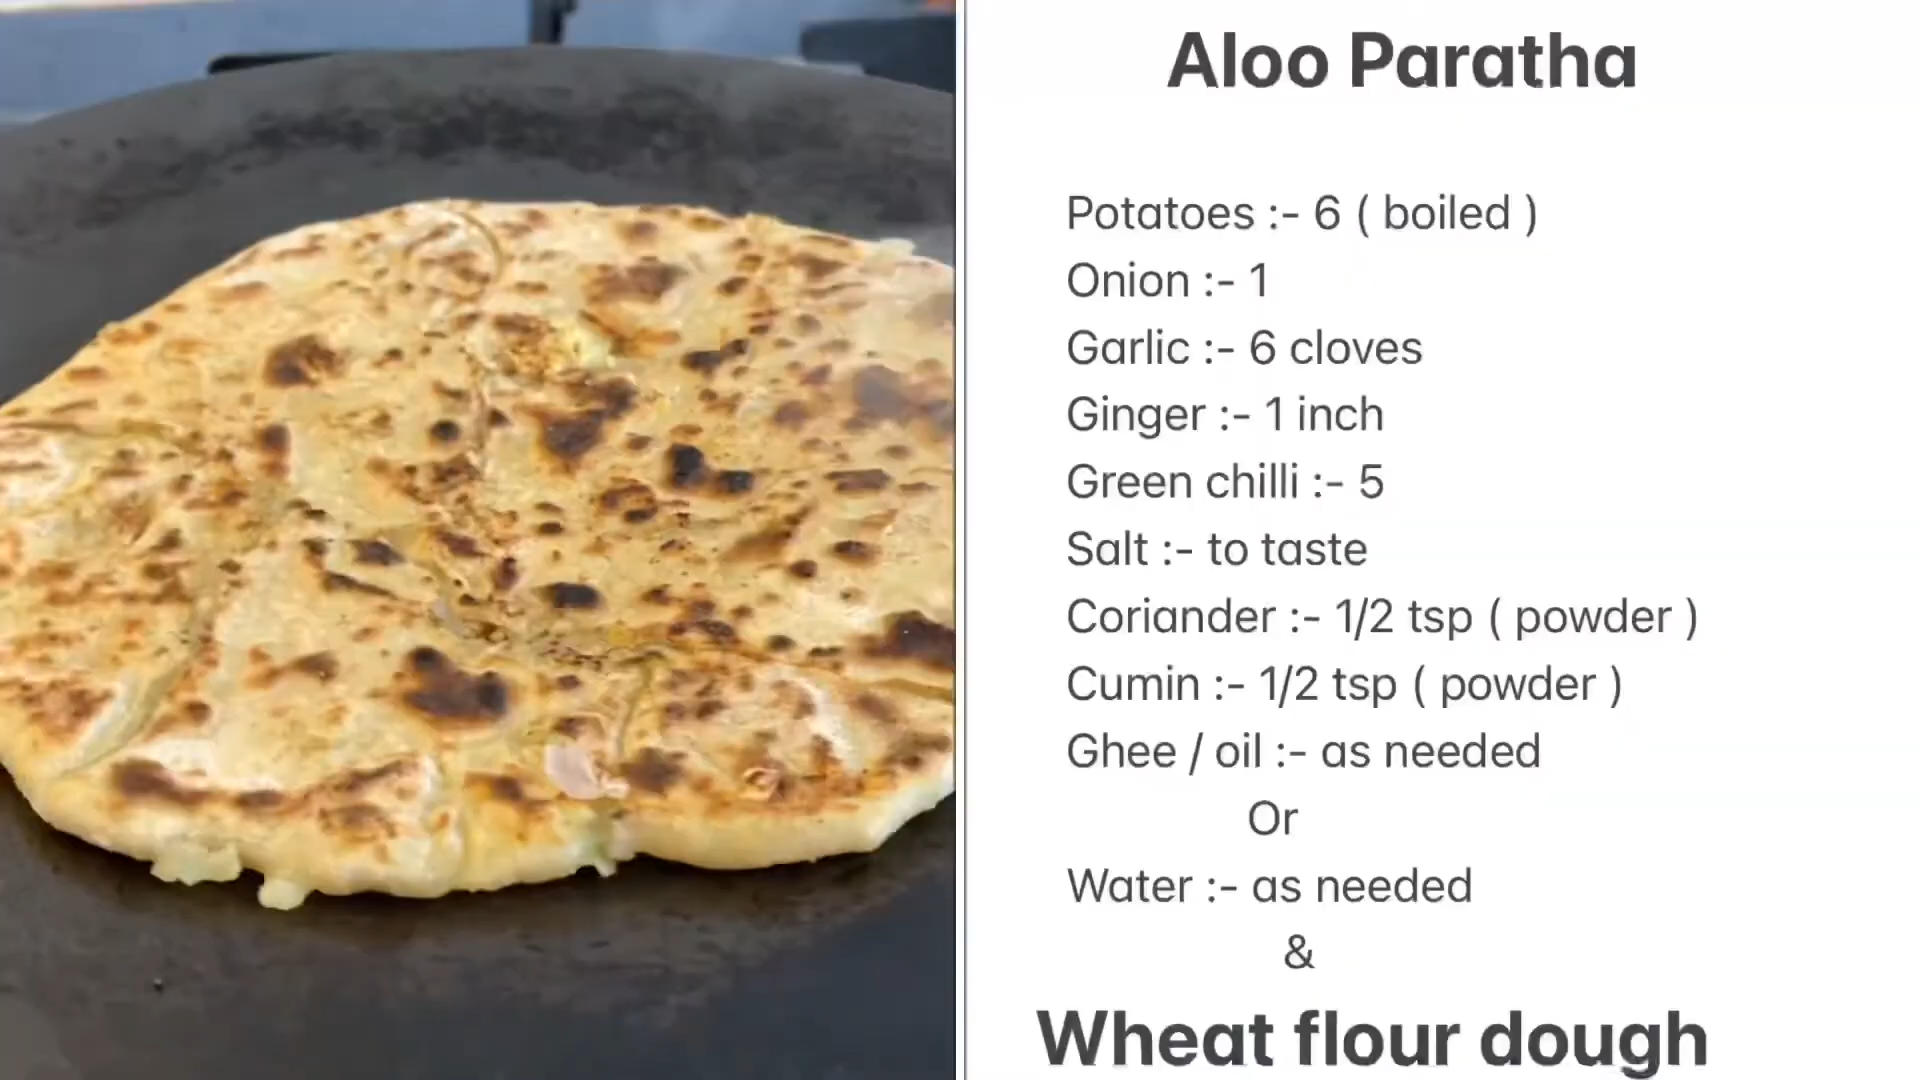 Aloo Paratha
Potatoes :- 6 ( boiled )
Onion :- 1
Garlic :- 6 cloves
Ginger :- 1 inch
Green chilli :- 5
Salt :- to taste
Coriander :- 1/2 tsp ( powder )
Cumin :- 1/2 tsp ( powder )
Ghee / oil :- as needed
Or
Water :- as needed
&
Wheat flour dough